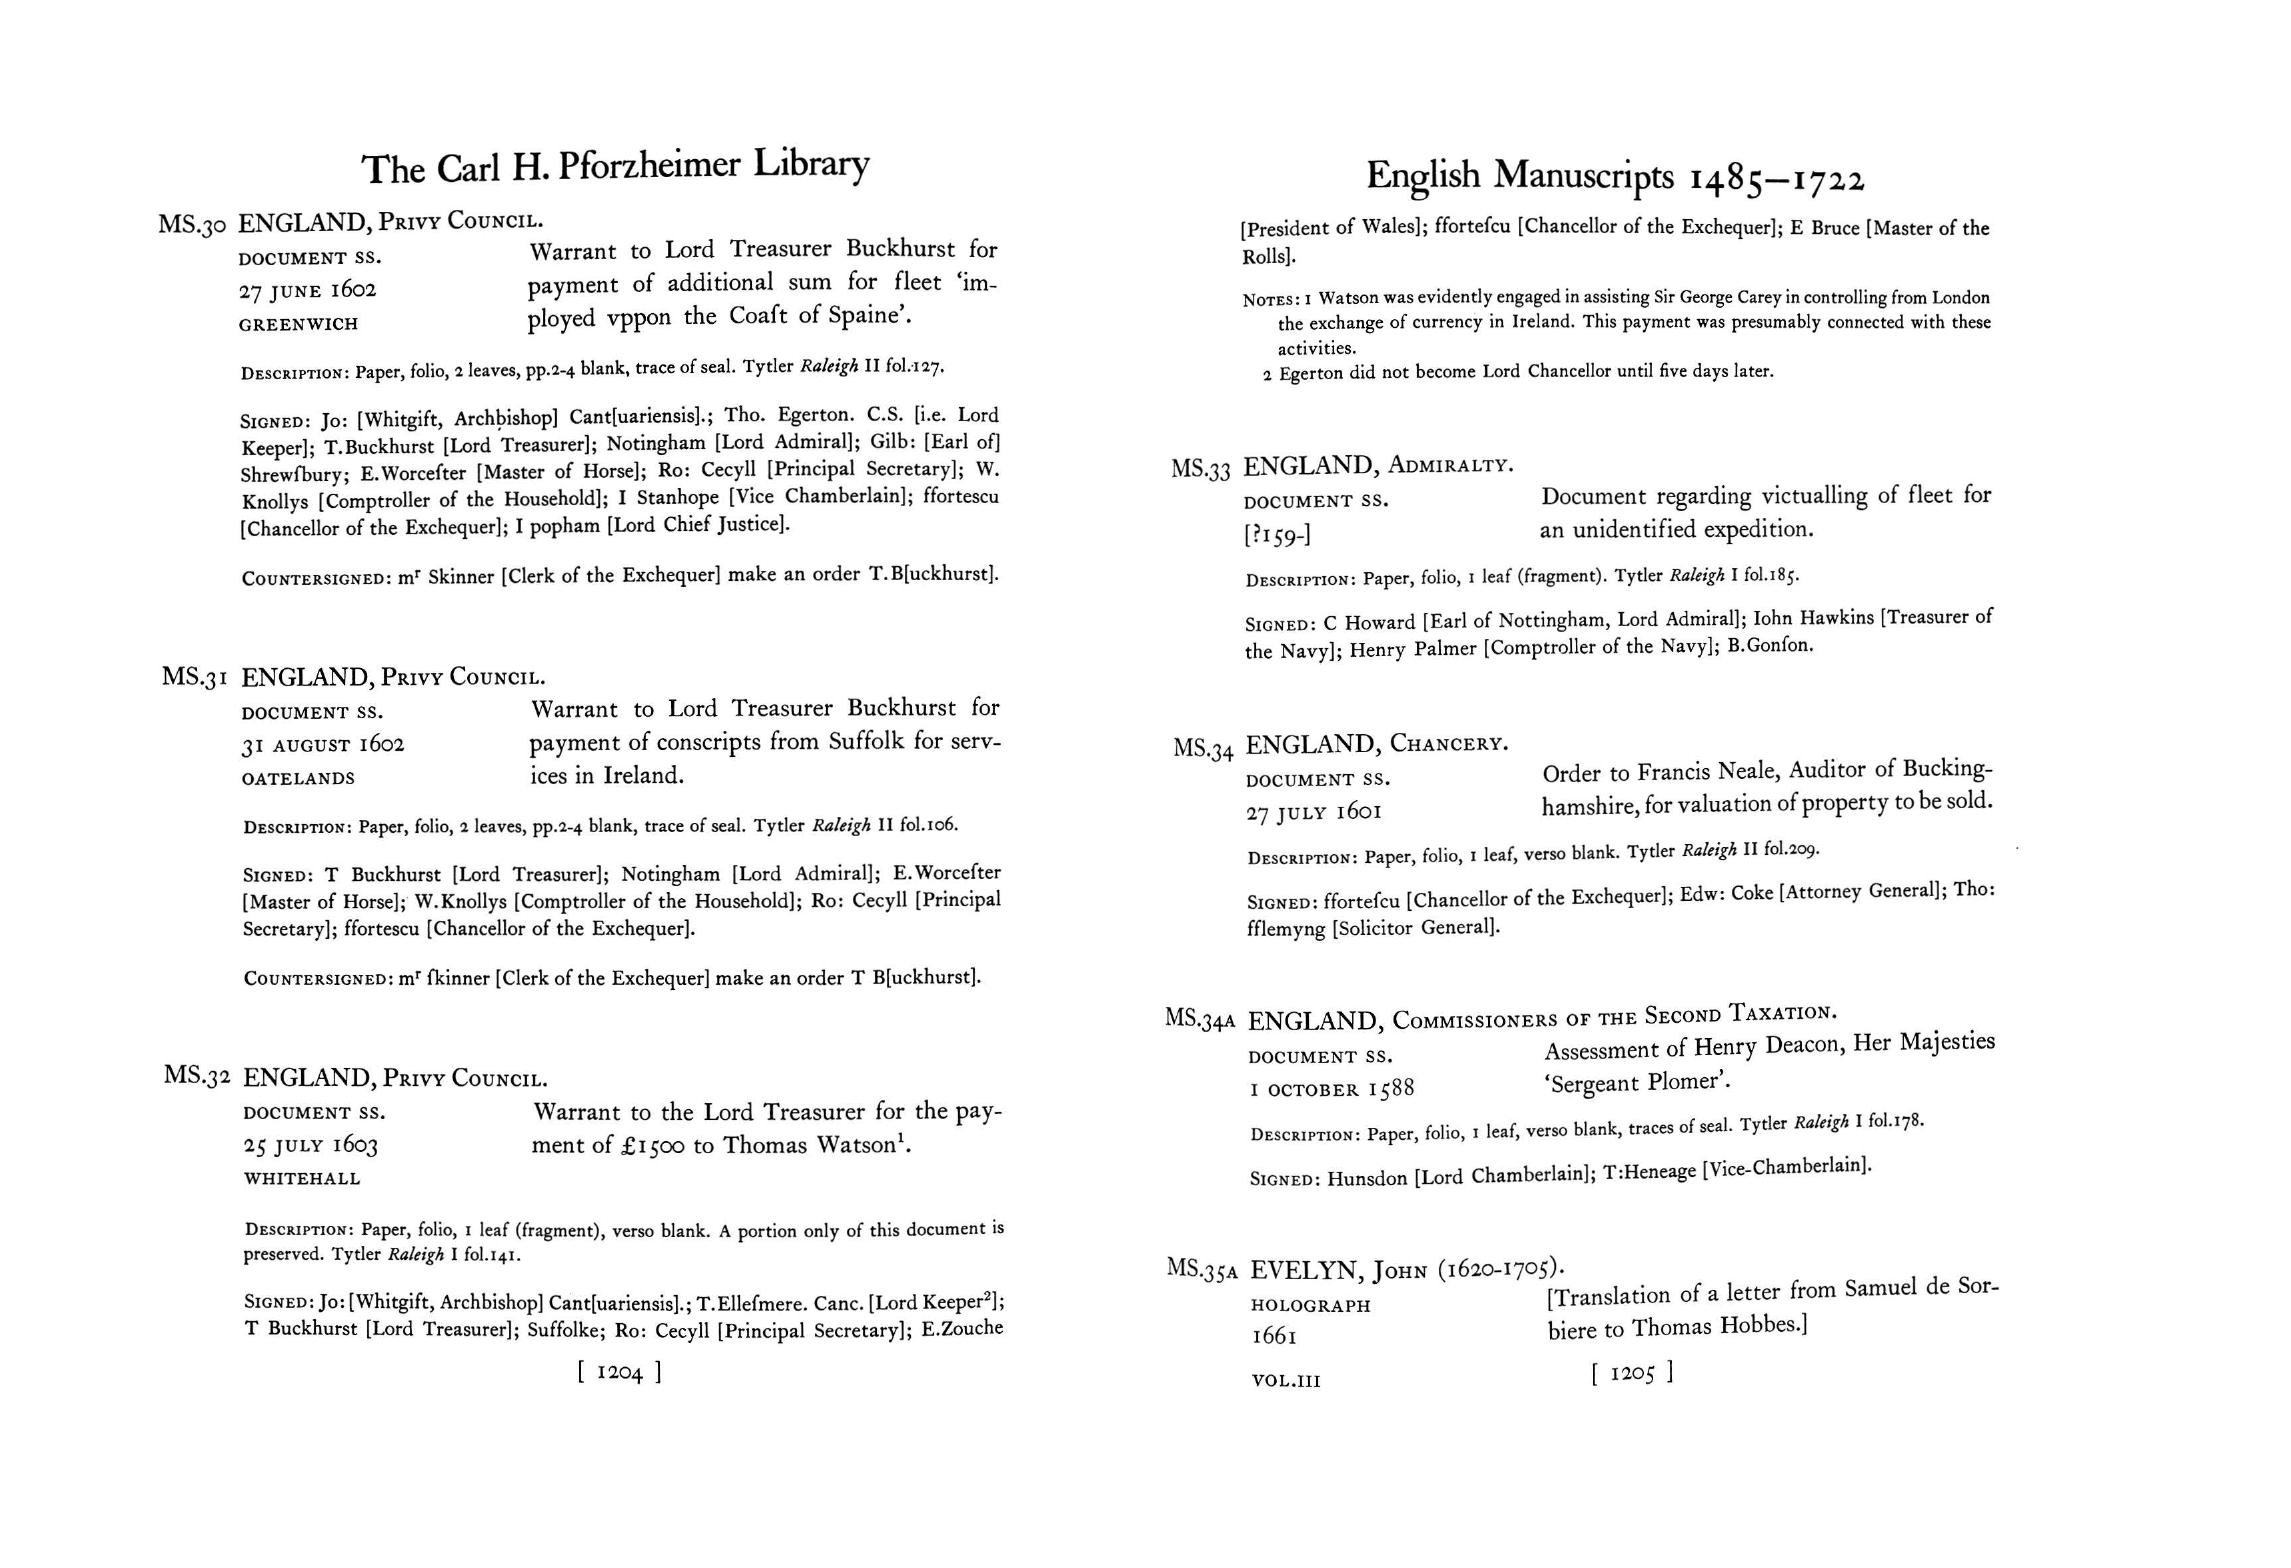 The Carl H. Pforzheimer Library
MS.30 ENGLAND, PRIVY COUNCIL.
DOCUMENT SS.
27 JUNE 1602
GREENWICH
Warrant to Lord Treasurer Buckhurst for
payment of additional sum for fleet ‘im-
ployed vppon the Coaſt of Spaine’.
DESCRIPTION: Paper, folio, 2 leaves, pp.2-4 blank, trace of seal. Tytler Raleigh II fol.127.
SIGNED: Jo: [Whitgift, Archbishop] Cant[uariensis].; Tho. Egerton. C.S. [i.e. Lord
Keeper]; T.Buckhurst [Lord Treasurer]; Notingham [Lord Admiral]; Gilb: [Earl of]
Shrewſbury; E.Worceſter [Master of Horse]; Ro: Cecyll [Principal Secretary]; W.
Knollys [Comptroller of the Household]; I Stanhope [Vice Chamberlain]; ffortescu
[Chancellor of the Exchequer]; I popham [Lord Chief Justice].
COUNTERSIGNED: mʳ Skinner [Clerk of the Exchequer] make an order T.B[uckhurst].
MS.31 ENGLAND, PRIVY COUNCIL.
DOCUMENT SS.
31 AUGUST 1602
OATELANDS
Warrant to Lord Treasurer Buckhurst for
payment of conscripts from Suffolk for serv-
ices in Ireland.
DESCRIPTION: Paper, folio, 2 leaves, pp.2-4 blank, trace of seal. Tytler Raleigh II fol.106.
SIGNED: T Buckhurst [Lord Treasurer]; Notingham [Lord Admiral]; E.Worceſter
[Master of Horse]; W.Knollys [Comptroller of the Household]; Ro: Cecyll [Principal
Secretary]; ffortescu [Chancellor of the Exchequer].
COUNTERSIGNED: mʳ ſkinner [Clerk of the Exchequer] make an order T B[uckhurst].
MS.32 ENGLAND, PRIVY COUNCIL.
DOCUMENT SS.
25 JULY 1603
WHITEHALL
Warrant to the Lord Treasurer for the pay-
ment of £1500 to Thomas Watson¹.
DESCRIPTION: Paper, folio, 1 leaf (fragment), verso blank. A portion only of this document is
preserved. Tytler Raleigh I fol.141.
SIGNED: Jo: [Whitgift, Archbishop] Cant[uariensis].; T.Elleſmere. Canc. [Lord Keeper²];
T Buckhurst [Lord Treasurer]; Suffolke; Ro: Cecyll [Principal Secretary]; E.Zouche
[ 1204 ]
English Manuscripts 1485–1722
[President of Wales]; fforteſcu [Chancellor of the Exchequer]; E Bruce [Master of the
Rolls].
NOTES: 1 Watson was evidently engaged in assisting Sir George Carey in controlling from London
the exchange of currency in Ireland. This payment was presumably connected with these
activities.
2 Egerton did not become Lord Chancellor until five days later.
MS.33 ENGLAND, ADMIRALTY.
DOCUMENT SS.
[?159-]
Document regarding victualling of fleet for
an unidentified expedition.
DESCRIPTION: Paper, folio, 1 leaf (fragment). Tytler Raleigh I fol.185.
SIGNED: C Howard [Earl of Nottingham, Lord Admiral]; Iohn Hawkins [Treasurer of
the Navy]; Henry Palmer [Comptroller of the Navy]; B.Gonſon.
MS.34 ENGLAND, CHANCERY.
DOCUMENT SS.
27 JULY 1601
Order to Francis Neale, Auditor of Bucking-
hamshire, for valuation of property to be sold.
DESCRIPTION: Paper, folio, 1 leaf, verso blank. Tytler Raleigh II fol.209.
SIGNED: fforteſcu [Chancellor of the Exchequer]; Edw: Coke [Attorney General]; Tho:
fflemyng [Solicitor General].
MS.34A ENGLAND, COMMISSIONERS OF THE SECOND TAXATION.
DOCUMENT SS.
1 OCTOBER 1588
Assessment of Henry Deacon, Her Majesties
‘Sergeant Plomer’.
DESCRIPTION: Paper, folio, 1 leaf, verso blank, traces of seal. Tytler Raleigh I fol.178.
SIGNED: Hunsdon [Lord Chamberlain]; T:Heneage [Vice-Chamberlain].
MS.35A EVELYN, JOHN (1620-1705).
HOLOGRAPH
1661
[Translation of a letter from Samuel de Sor-
biere to Thomas Hobbes.]
VOL.III
[ 1205 ]